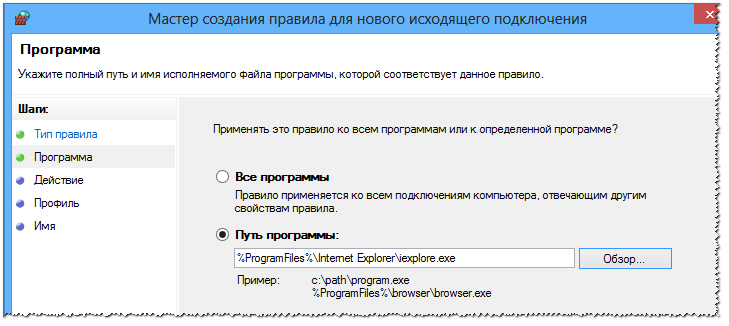 Мастер создания правила для нового исходящего подключения
Программа
Укажите полный путь и имя исполняемого файла программы, которой соответствует данное правило.
Шаги:
Тип правила
Программа
Действие
Профиль
Имя
Применять это правило ко всем программам или к определенной программе?
Все программы
Правило применяется ко всем подключениям компьютера, отвечающим другим
свойствам правила.
Путь программы:
%ProgramFiles%\Internet Explorer\iexplore.exe
Обзор...
Пример:
c:\path\program.exe
%ProgramFiles%\browser\browser.exe